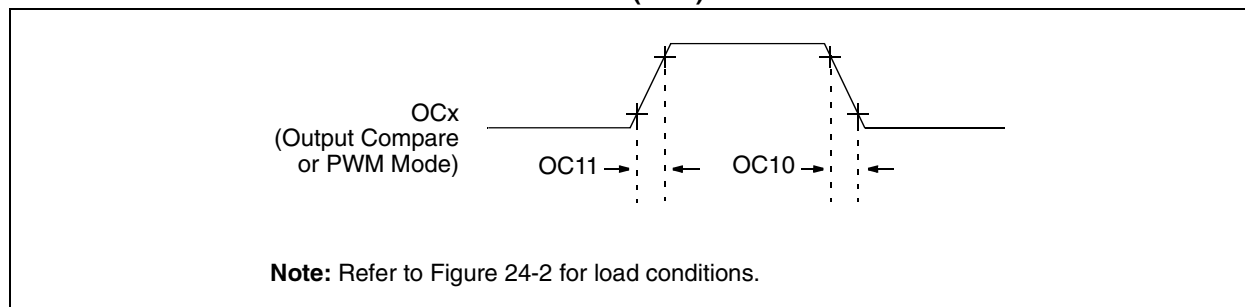 OCx
(Output Compare
or PWM Mode)
OC11
OC10
Note: Refer to Figure 24-2 for load conditions.